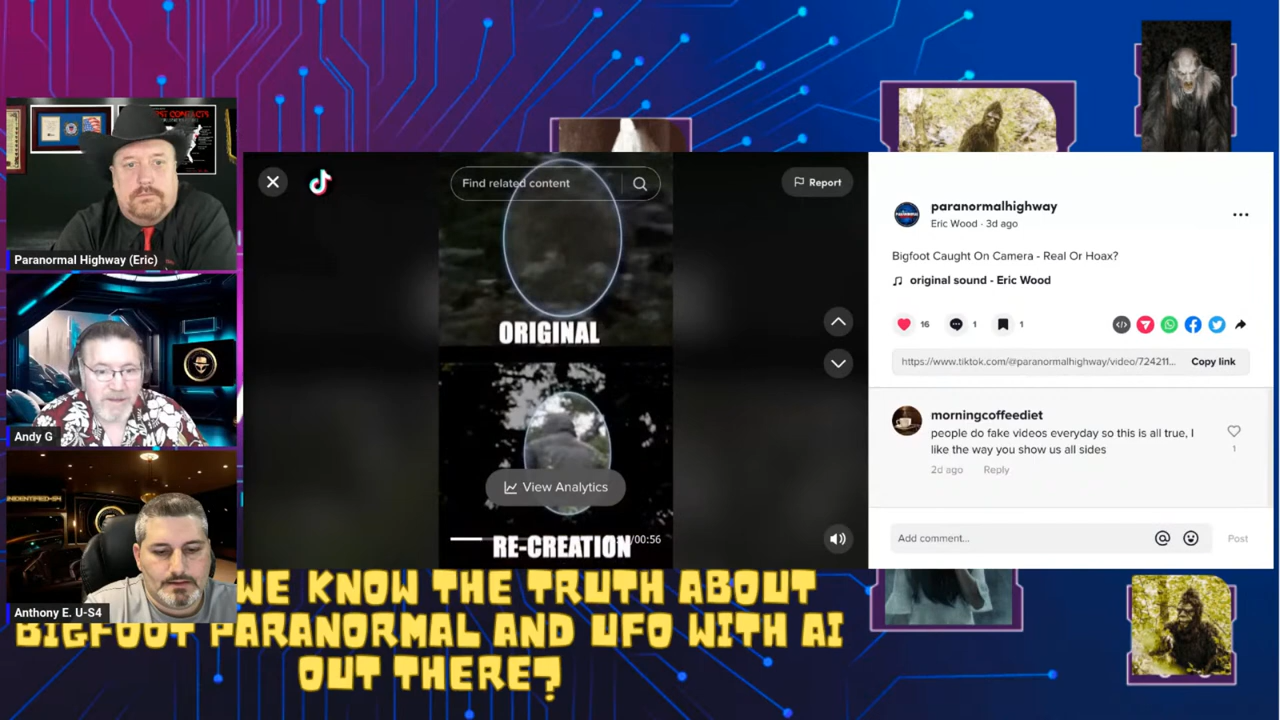 Paranormal Highway (Eric)
Andy G
Anthony E. U-S4
Find related content
Report
ORIGINAL
View Analytics
/00:56
RE-CREATION
paranormalhighway
Eric Wood · 3d ago
Bigfoot Caught On Camera - Real Or Hoax?
original sound - Eric Wood
16
1
1
https://www.tiktok.com/@paranormalhighway/video/724211...
Copy link
morningcoffeediet
people do fake videos everyday so this is all true, I
like the way you show us all sides
1
2d ago
Reply
Add comment...
Post
WE KNOW THE TRUTH ABOUT
BIGFOOT PARANORMAL AND UFO WITH AI
OUT THERE?